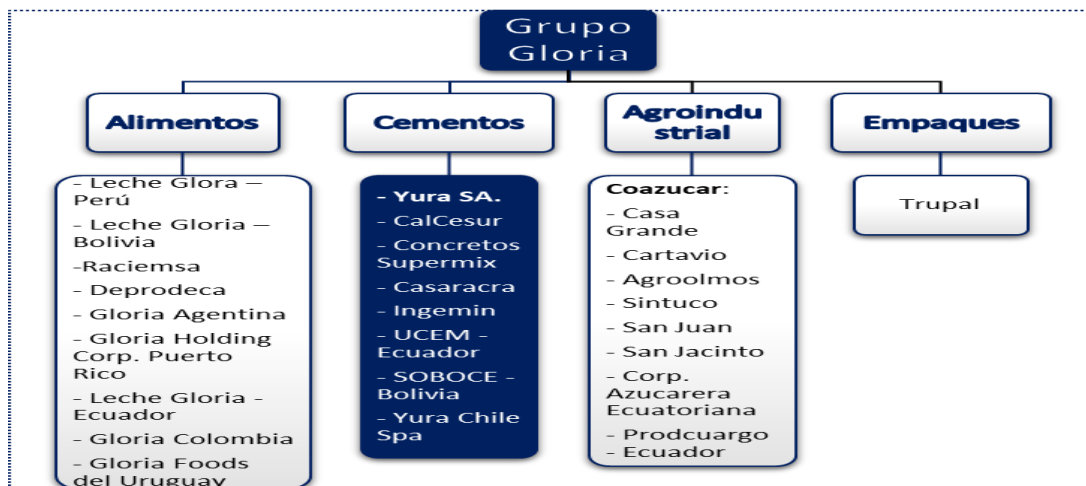 Grupo
Gloria
Alimentos
- Leche Glora –
Perú
- Leche Gloria –
Bolivia
-Raciemsa
- Deprodeca
- Gloria Agentina
- Gloria Holding
Corp. Puerto
Rico
- Leche Gloria -
Ecuador
- Gloria Colombia
- Gloria Foods
del Uruguay
Cementos
- Yura SA.
- CalCesur
- Concretos
Supermix
- Casaracra
- Ingemin
- UCEM -
Ecuador
- SOBOCE -
Bolivia
- Yura Chile
Spa
Agroindu
strial
Coazucar:
- Casa
Grande
- Cartavio
- Agroolmos
- Sintuco
- San Juan
- San Jacinto
- Corp.
Azucarera
Ecuatoriana
- Prodcuargo
- Ecuador
Empaques
Trupal